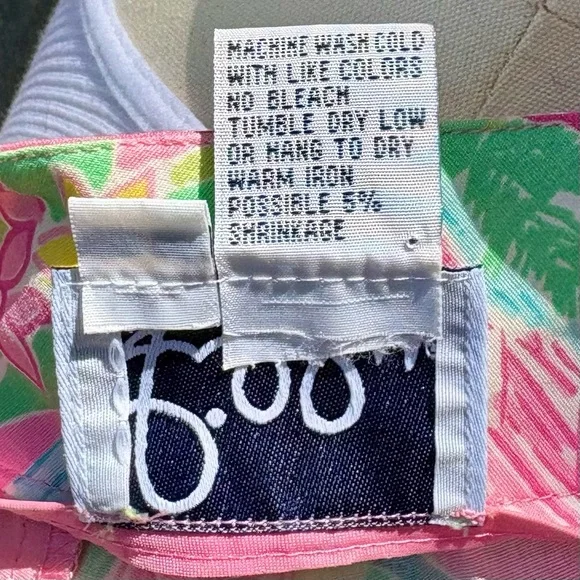 MACHINE WASH COLD
WITH LIKE COLORS
NO BLEACH
TUMBLE DRY LOW
OR HANG TO DRY
WARM IRON
POSSIBLE 5%
SHRINKAGE